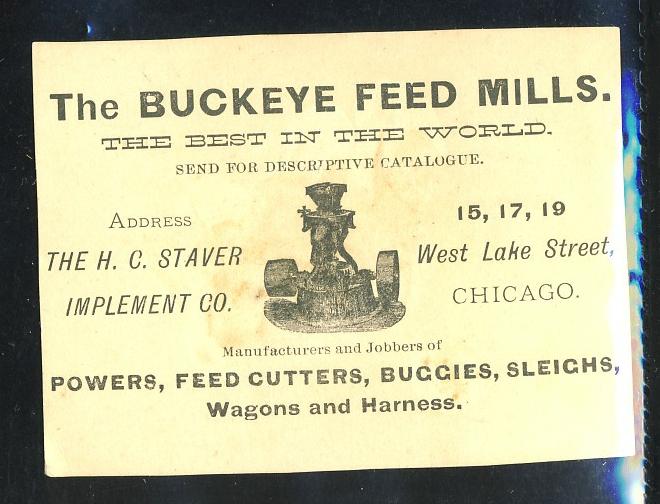 The BUCKEYE FEED MILLS.
THE BEST IN THE WORLD.
SEND FOR DESCRIPTIVE CATALOGUE.
ADDRESS
THE H. C. STAVER
IMPLEMENT CO.
15, 17, 19
West Lake Street,
CHICAGO.
Manufacturers and Jobbers of
POWERS, FEED CUTTERS, BUGGIES, SLEIGHS,
Wagons and Harness.